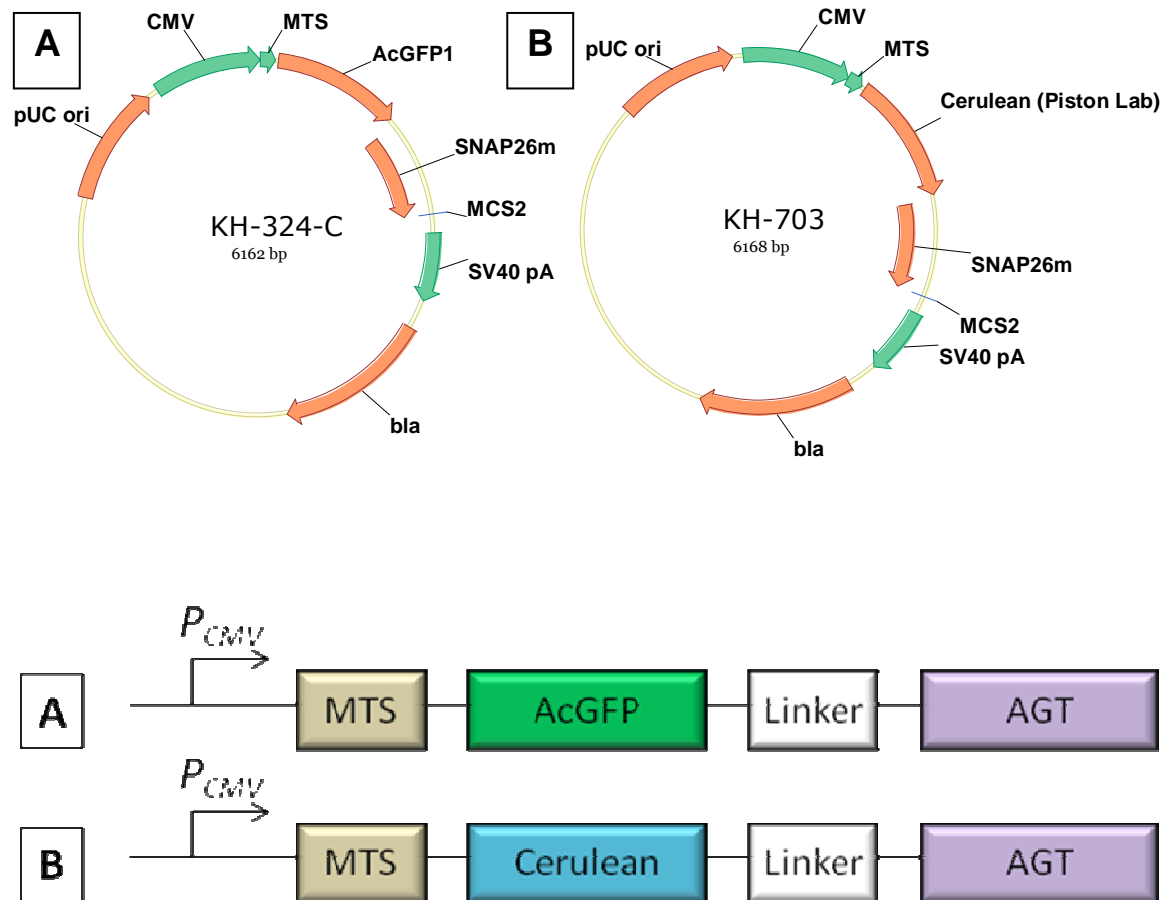 A
CMV
MTS
AcGFP1
pUC ori
SNAP26m
MCS2
KH-324-C
6162 bp
SV40 pA
bla
B
CMV
MTS
pUC ori
Cerulean (Piston Lab)
KH-703
6168 bp
SNAP26m
MCS2
SV40 pA
bla
P CMV
A MTS AcGFP Linker AGT
P CMV
B MTS Cerulean Linker AGT